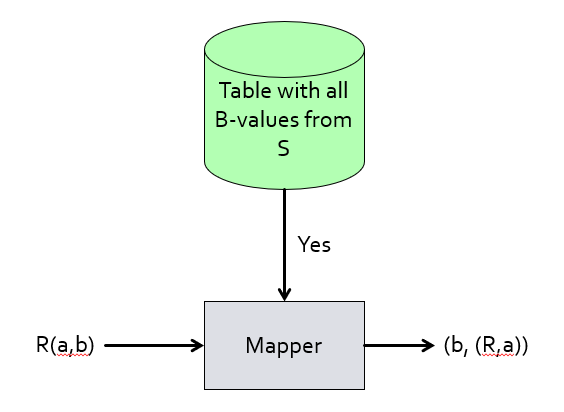 Table with all
B-values from
S
Yes
R(a,b)
Mapper
(b, (R,a))